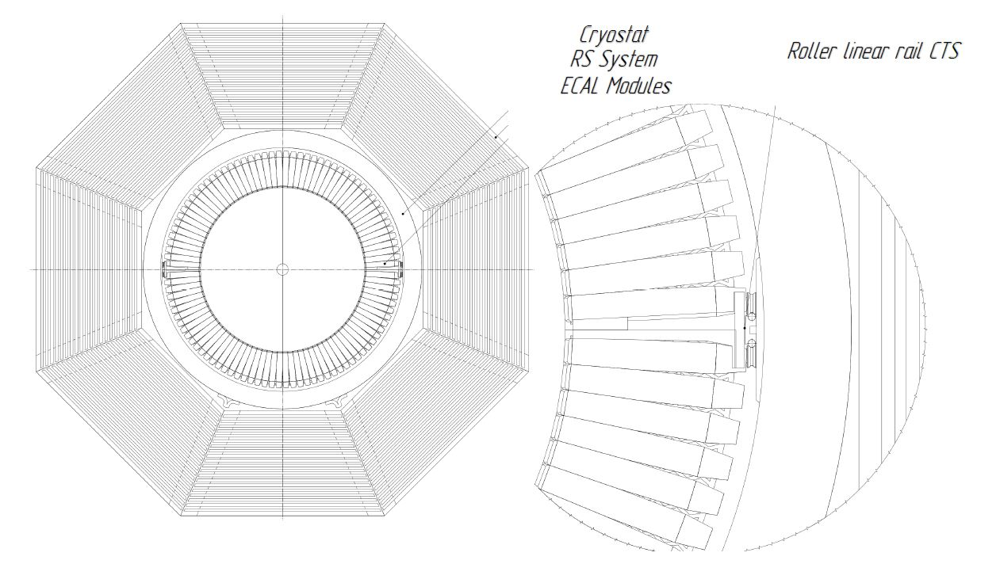 Cryostat
RS System
ECAL Modules
Roller linear rail CTS